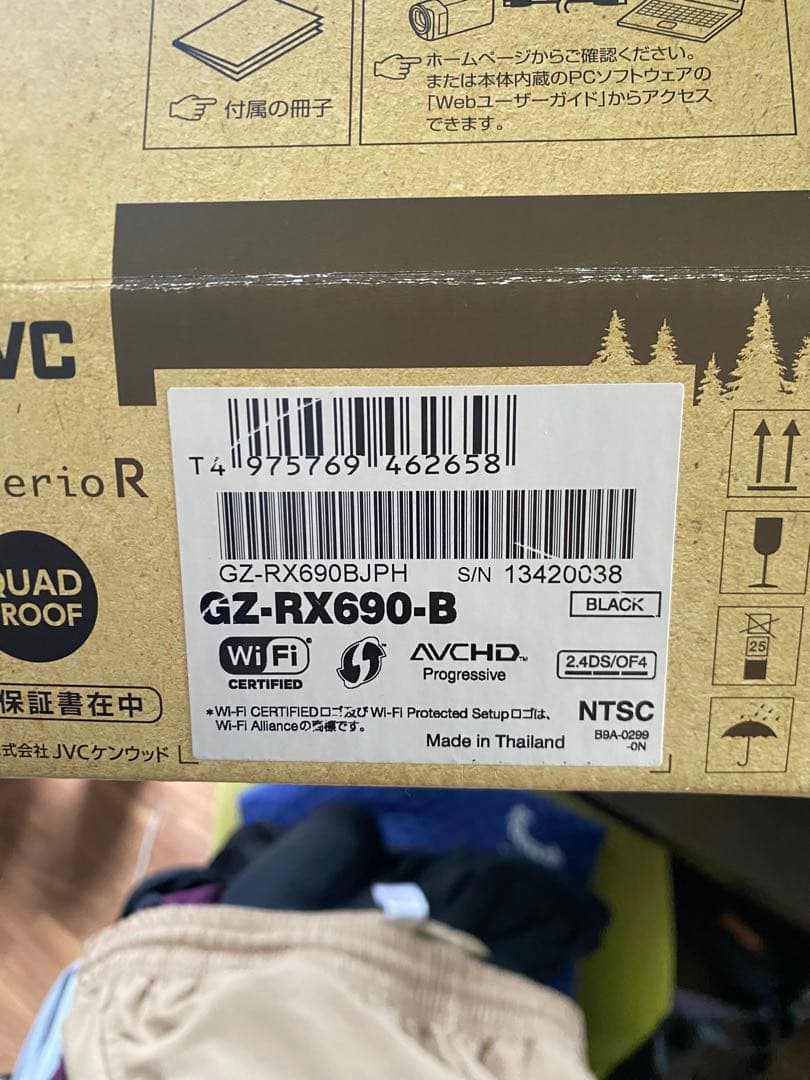 付属の冊子
ホームページからご確認ください。
または本体内蔵のPCソフトウェアの
「Webユーザーガイド」からアクセス
できます。
VC
erio R
QUAD
ROOF
保証書在中
式会社 JVCケンウッド
T4 975769 462658
GZ-RX690BJPH S/N 13420038
GZ-RX690-B
BLACK
Wi Fi
CERTIFIED
AVCHD™
Progressive
2.4DS/OF4
*Wi-Fi CERTIFIEDロゴ及び Wi-Fi Protected Setupロゴは、
Wi-Fi Allianceの商標です。
NTSC
B9A-0299
-0N
Made in Thailand
25